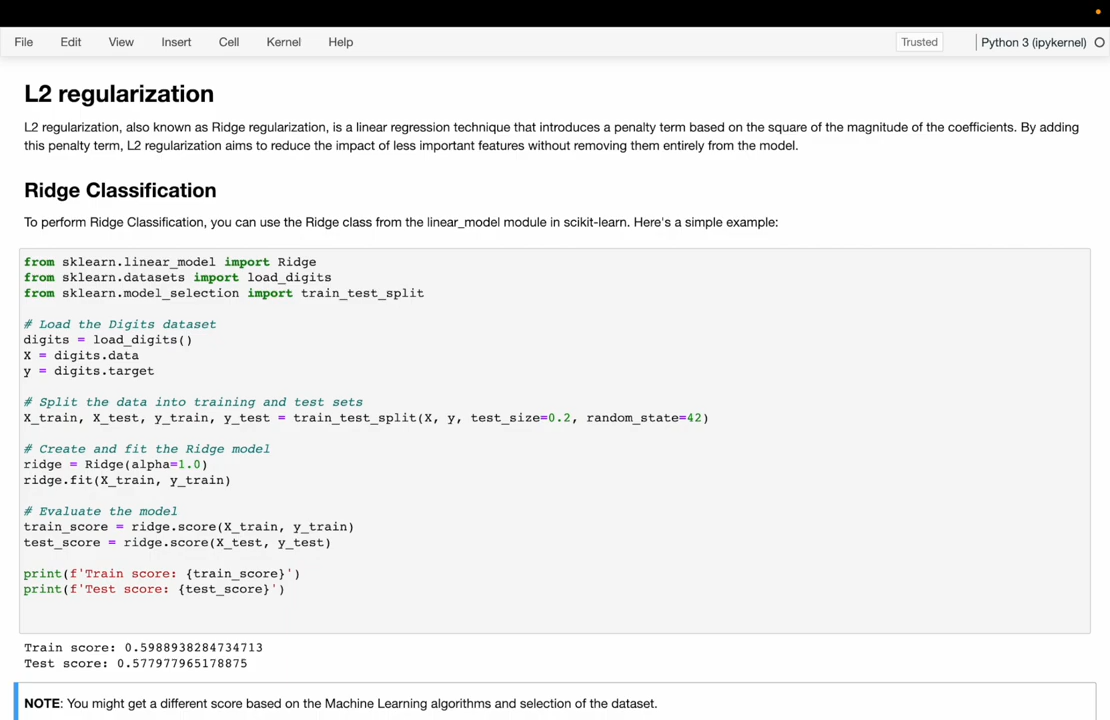 File Edit View Insert Cell Kernel Help Trusted Python 3 (ipykernel)
L2 regularization
L2 regularization, also known as Ridge regularization, is a linear regression technique that introduces a penalty term based on the square of the magnitude of the coefficients. By adding
this penalty term, L2 regularization aims to reduce the impact of less important features without removing them entirely from the model.
Ridge Classification
To perform Ridge Classification, you can use the Ridge class from the linear_model module in scikit-learn. Here's a simple example:
from sklearn.linear_model import Ridge
from sklearn.datasets import load_digits
from sklearn.model_selection import train_test_split
# Load the Digits dataset
digits = load_digits()
X = digits.data
y = digits.target
# Split the data into training and test sets
X_train, X_test, y_train, y_test = train_test_split(X, y, test_size=0.2, random_state=42)
# Create and fit the Ridge model
ridge = Ridge(alpha=1.0)
ridge.fit(X_train, y_train)
# Evaluate the model
train_score = ridge.score(X_train, y_train)
test_score = ridge.score(X_test, y_test)
print(f'Train score: {train_score}')
print(f'Test score: {test_score}')
Train score: 0.5988938284734713
Test score: 0.577977965178875
NOTE: You might get a different score based on the Machine Learning algorithms and selection of the dataset.